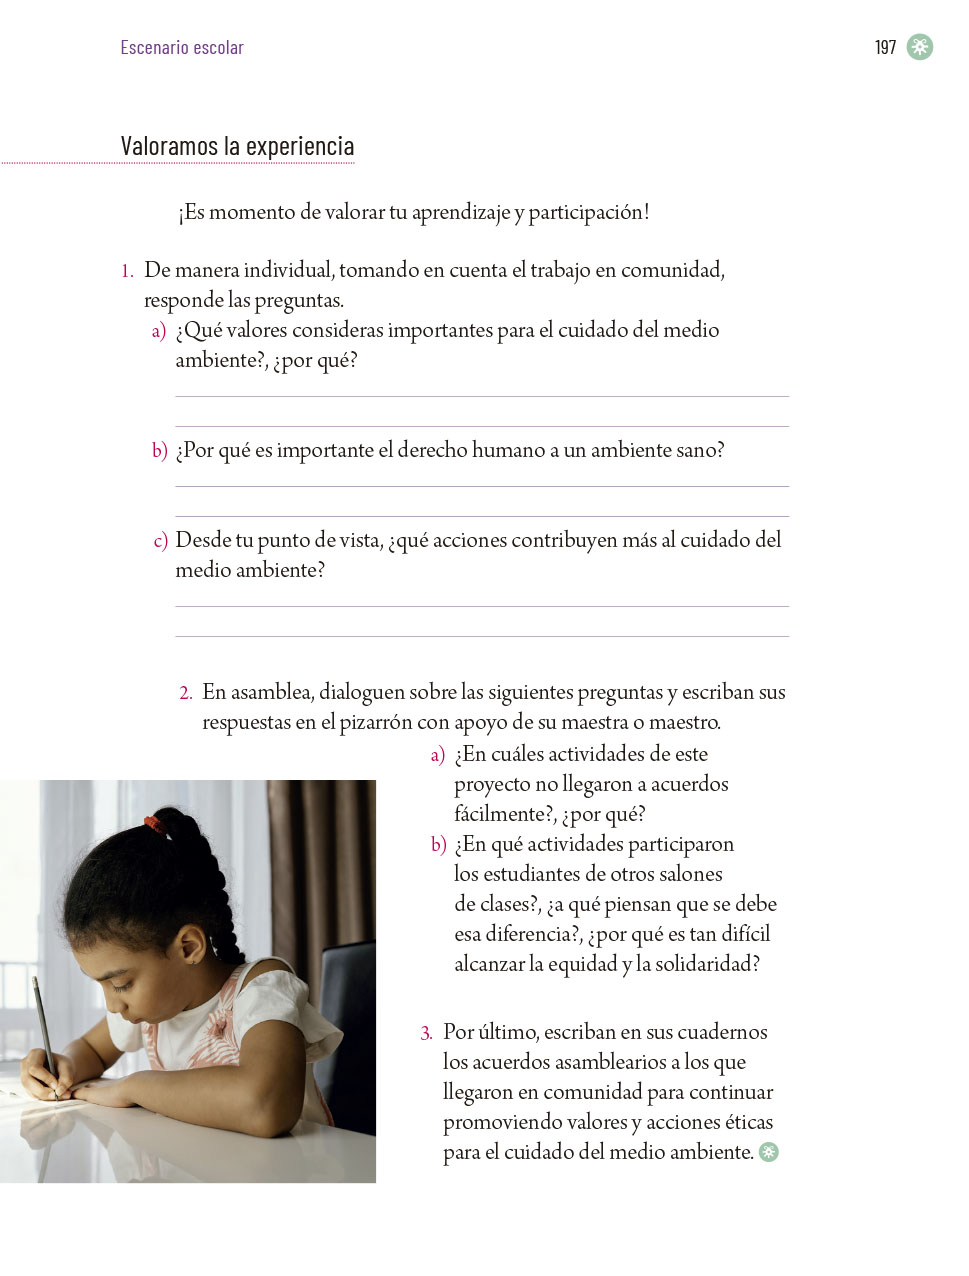 Escenario escolar
197
Valoramos la experiencia
¡Es momento de valorar tu aprendizaje y participación!
1. De manera individual, tomando en cuenta el trabajo en comunidad,
responde las preguntas.
a) ¿Qué valores consideras importantes para el cuidado del medio
ambiente?, ¿por qué?
b) ¿Por qué es importante el derecho humano a un ambiente sano?
c) Desde tu punto de vista, ¿qué acciones contribuyen más al cuidado del
medio ambiente?
2. En asamblea, dialoguen sobre las siguientes preguntas y escriban sus
respuestas en el pizarrón con apoyo de su maestra o maestro.
a) ¿En cuáles actividades de este
proyecto no llegaron a acuerdos
fácilmente?, ¿por qué?
b) ¿En qué actividades participaron
los estudiantes de otros salones
de clases?, ¿a qué piensan que se debe
esa diferencia?, ¿por qué es tan difícil
alcanzar la equidad y la solidaridad?
3. Por último, escriban en sus cuadernos
los acuerdos asamblearios a los que
llegaron en comunidad para continuar
promoviendo valores y acciones éticas
para el cuidado del medio ambiente.